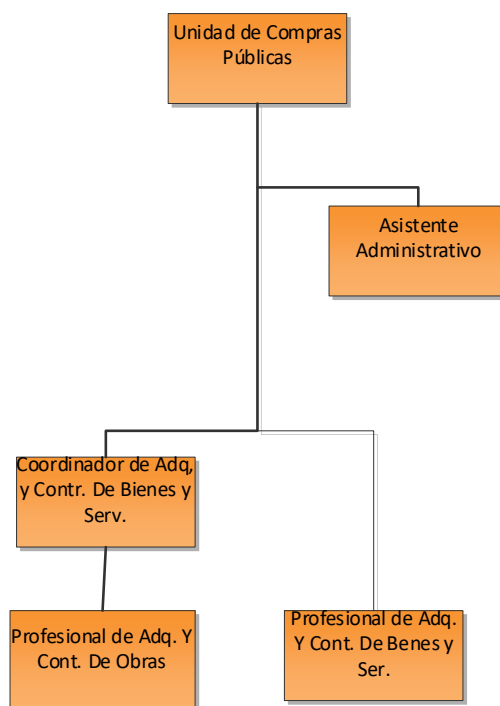 Unidad de Compras
Públicas
Asistente
Administrativo
Coordinador de Adq,
y Contr. De Bienes y
Serv.
Profesional de Adq. Y
Cont. De Obras
Profesional de Adq.
Y Cont. De Benes y
Ser.